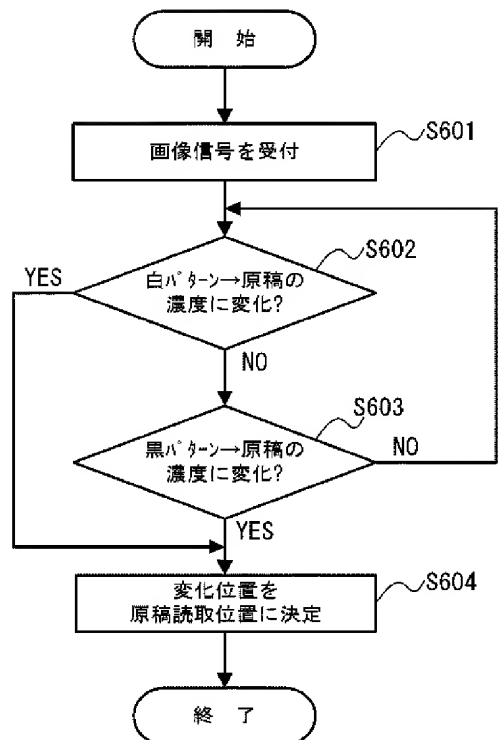 開 始
画像信号を受付
S601
白ﾊﾟﾀｰﾝ→原稿の
濃度に変化?
S602
YES
NO
黒ﾊﾟﾀｰﾝ→原稿の
濃度に変化?
S603
NO
YES
変化位置を
原稿読取位置に決定
S604
終 了